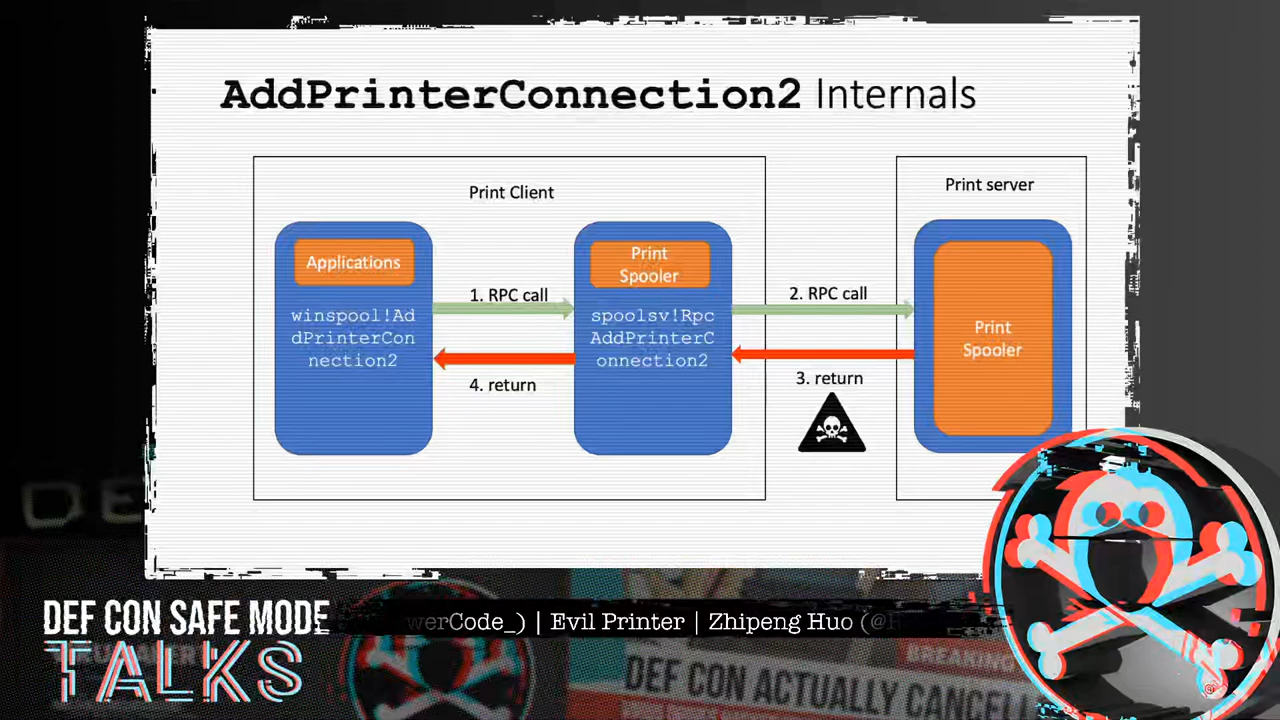 AddPrinterConnection2 Internals
Print Client
Print server
Applications
Print
Spooler
1. RPC call
2. RPC call
winspool!Ad
dPrinterCon
nection2
spoolsv!Rpc
AddPrinterC
onnection2
Print
Spooler
4. return
3. return
DEF CON SAFE MODE
TALKS
werCode_) | Evil Printer | Zhipeng Huo (@
BREAKIN
DEF CON ACTUALLY CANCELL